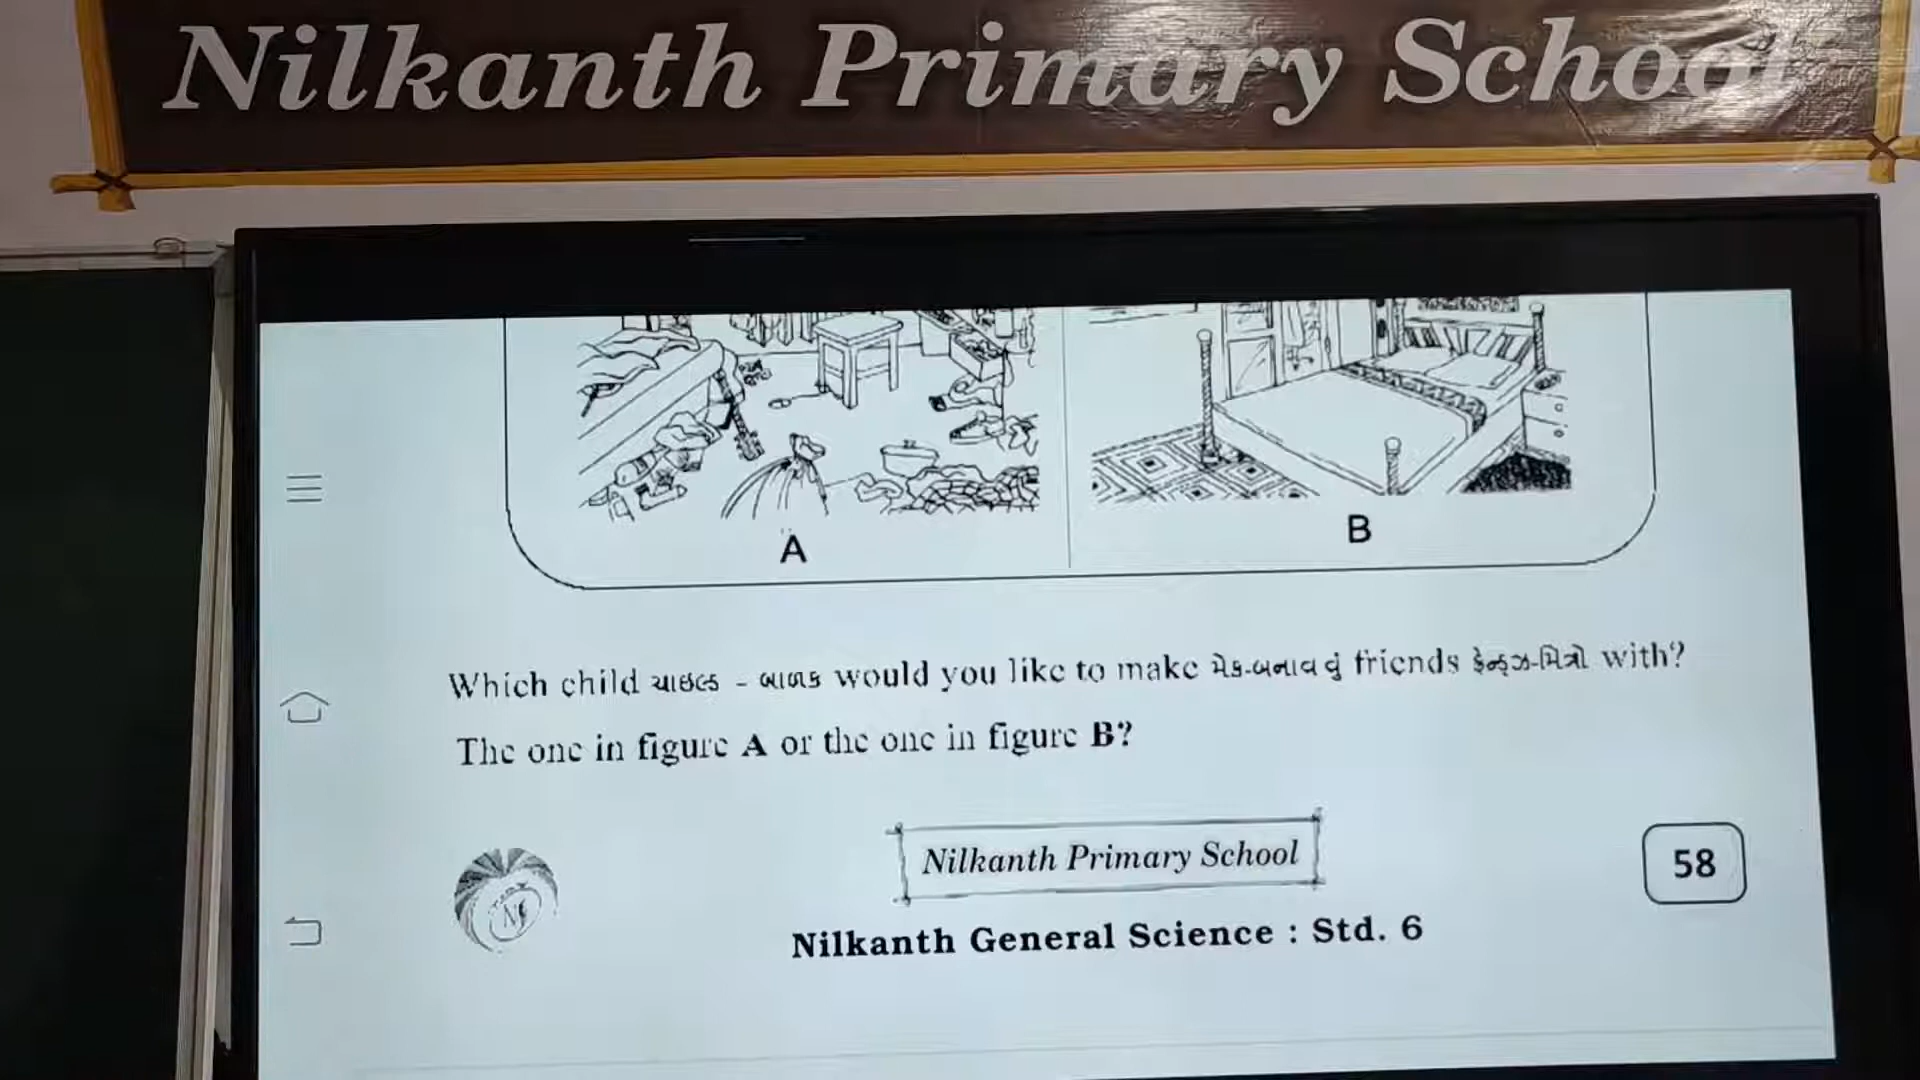 Nilkanth Primary School
A
B
Which child ચાઇલ્ડ - બાળક would you like to make મેક-બનાવવું friends ફ્રેન્ડ્ઝ-મિત્રો with?
The one in figure A or the one in figure B?
Nilkanth Primary School
58
Nilkanth General Science : Std. 6